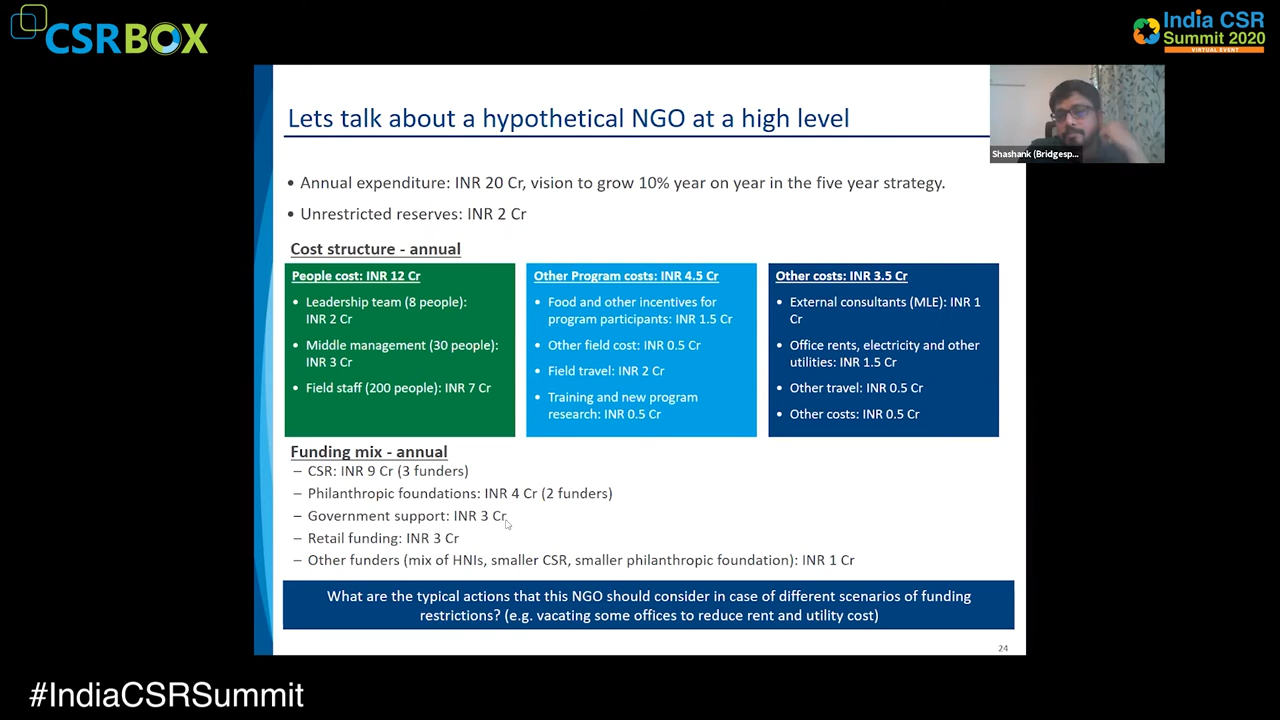 CSRBOX
India CSR
Summit 2020
VIRTUAL EVENT
Lets talk about a hypothetical NGO at a high level
Shashank (Bridgesp...
• Annual expenditure: INR 20 Cr, vision to grow 10% year on year in the five year strategy.
• Unrestricted reserves: INR 2 Cr
Cost structure - annual
People cost: INR 12 Cr
• Leadership team (8 people):
INR 2 Cr
• Middle management (30 people):
INR 3 Cr
• Field staff (200 people): INR 7 Cr
Other Program costs: INR 4.5 Cr
• Food and other incentives for
program participants: INR 1.5 Cr
• Other field cost: INR 0.5 Cr
• Field travel: INR 2 Cr
• Training and new program
research: INR 0.5 Cr
Other costs: INR 3.5 Cr
• External consultants (MLE): INR 1
Cr
• Office rents, electricity and other
utilities: INR 1.5 Cr
• Other travel: INR 0.5 Cr
• Other costs: INR 0.5 Cr
Funding mix - annual
– CSR: INR 9 Cr (3 funders)
– Philanthropic foundations: INR 4 Cr (2 funders)
– Government support: INR 3 Cr
– Retail funding: INR 3 Cr
– Other funders (mix of HNIs, smaller CSR, smaller philanthropic foundation): INR 1 Cr
What are the typical actions that this NGO should consider in case of different scenarios of funding
restrictions? (e.g. vacating some offices to reduce rent and utility cost)
24
#IndiaCSRSummit